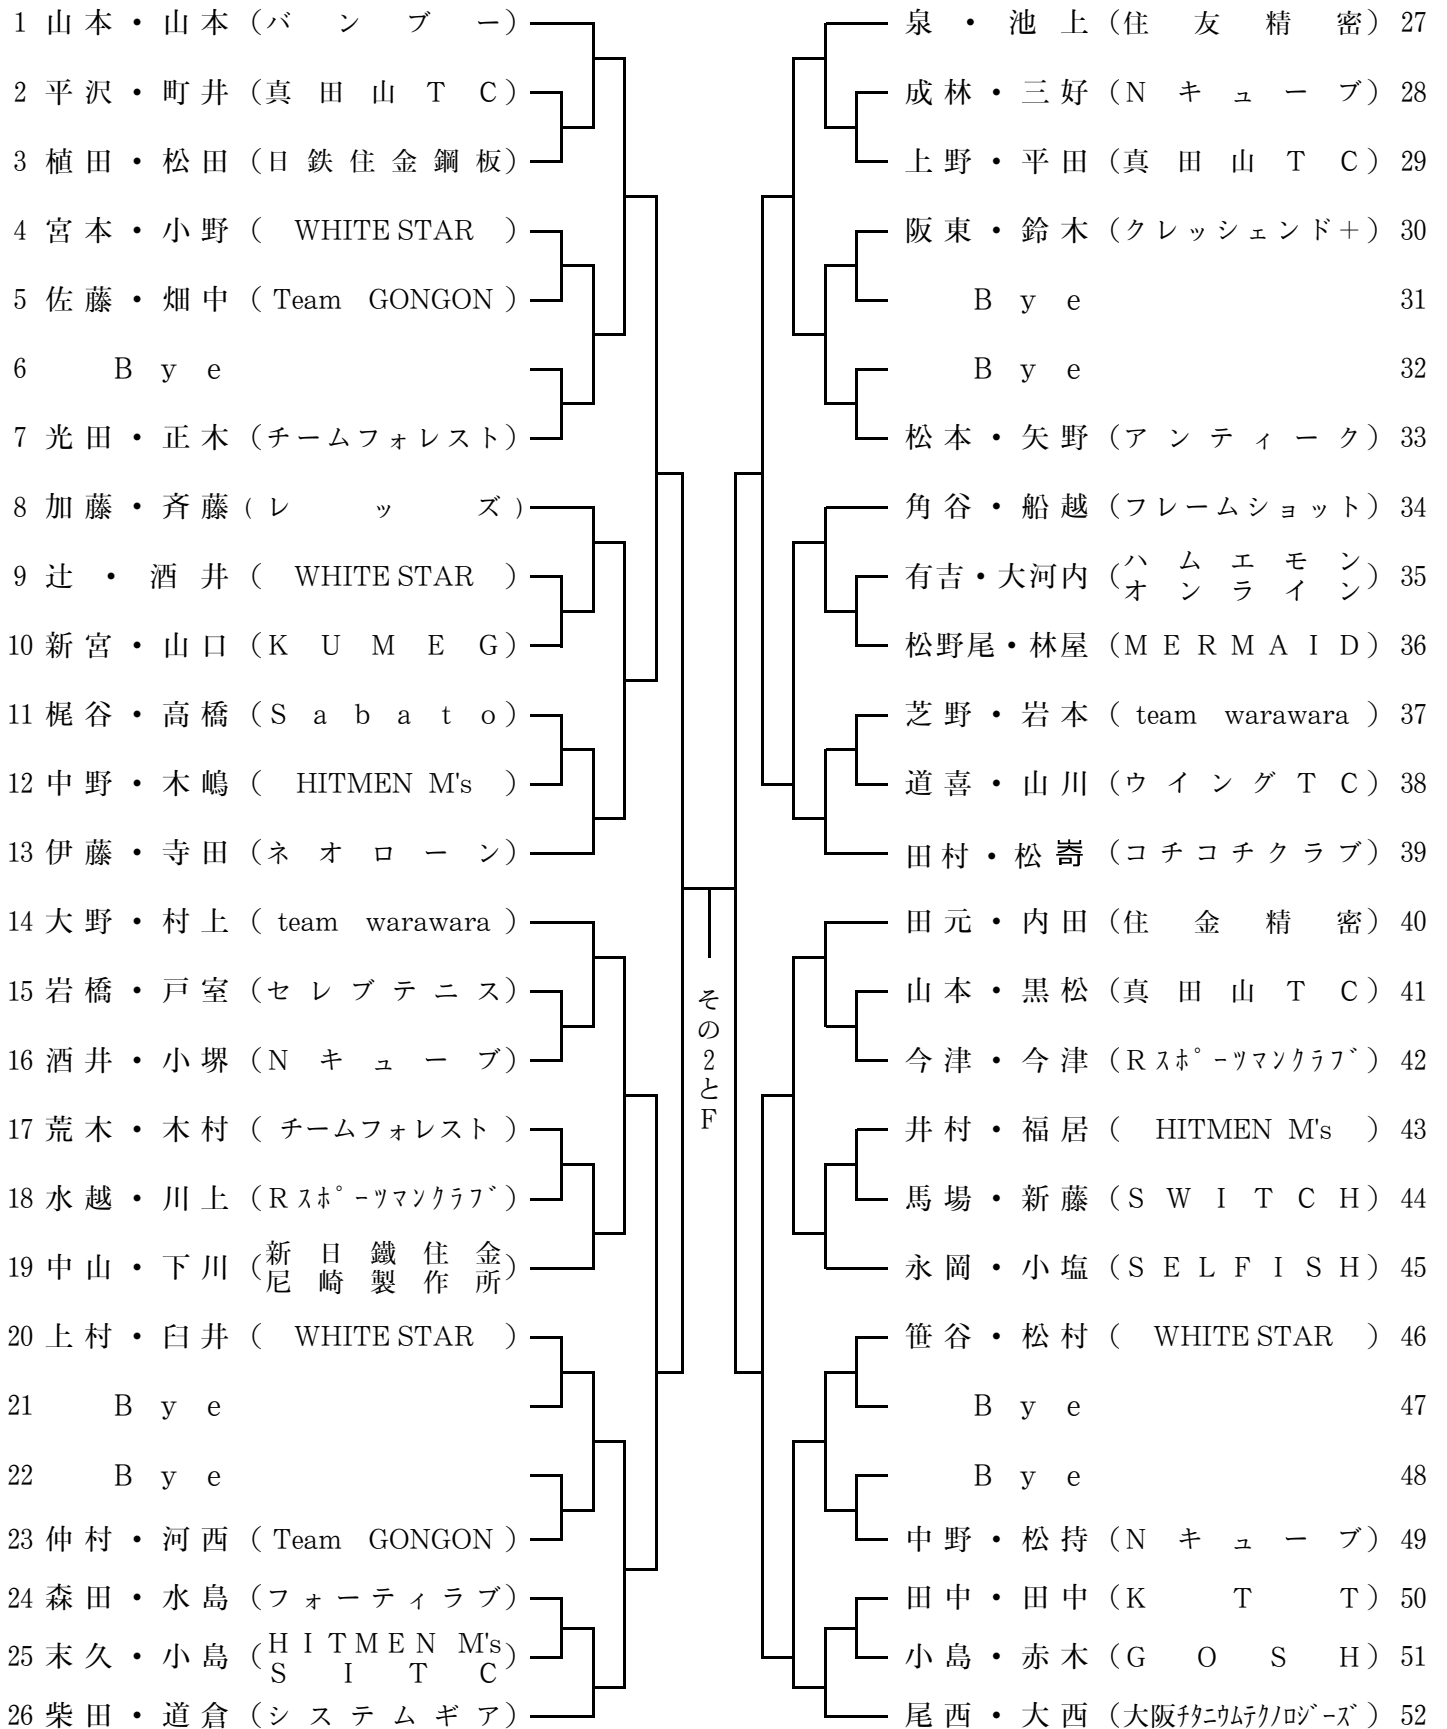 1 山本・山本 (バンブー)
2 平沢・町井 (真田山TC)
3 植田・松田 (日鉄住金鋼板)
4 宮本・小野 ( WHITE STAR )
5 佐藤・畑中 ( Team GONGON )
6 Bye
7 光田・正木 (チームフォレスト)
8 加藤・斉藤 (レッズ)
9 辻・酒井 ( WHITE STAR )
10 新宮・山口 (KUMEG)
11 梶谷・高橋 (Sabato)
12 中野・木嶋 ( HITMEN M's )
13 伊藤・寺田 (ネオローン)
14 大野・村上 ( team warawara )
15 岩橋・戸室 (セレブテニス)
16 酒井・小堺 (Nキューブ)
17 荒木・木村 ( チームフォレスト )
18 水越・川上 (Rスポーツマンクラブ)
19 中山・下川 (新日鐵住金
尼崎製作所)
20 上村・臼井 ( WHITE STAR )
21 Bye
22 Bye
23 仲村・河西 ( Team GONGON )
24 森田・水島 (フォーティラブ)
25 末久・小島 (HITMEN M's
SITC)
26 柴田・道倉 (システムギア)
その2とF
泉・池上 (住友精密) 27
成林・三好 (Nキューブ) 28
上野・平田 (真田山TC) 29
阪東・鈴木 (クレッシェンド+) 30
Bye 31
Bye 32
松本・矢野 (アンティーク) 33
角谷・船越 (フレームショット) 34
有吉・大河内 (ハムエモン
オンライン) 35
松野尾・林屋 (MERMAID) 36
芝野・岩本 ( team warawara ) 37
道喜・山川 (ウイングTC) 38
田村・松嵜 (コチコチクラブ) 39
田元・内田 (住金精密) 40
山本・黒松 (真田山TC) 41
今津・今津 (Rスポーツマンクラブ) 42
井村・福居 ( HITMEN M's ) 43
馬場・新藤 (SWITCH) 44
永岡・小塩 (SELFISH) 45
笹谷・松村 ( WHITE STAR ) 46
Bye 47
Bye 48
中野・松持 (Nキューブ) 49
田中・田中 (KTT) 50
小島・赤木 (GOSH) 51
尾西・大西 (大阪チタニウムテクノロジーズ) 52